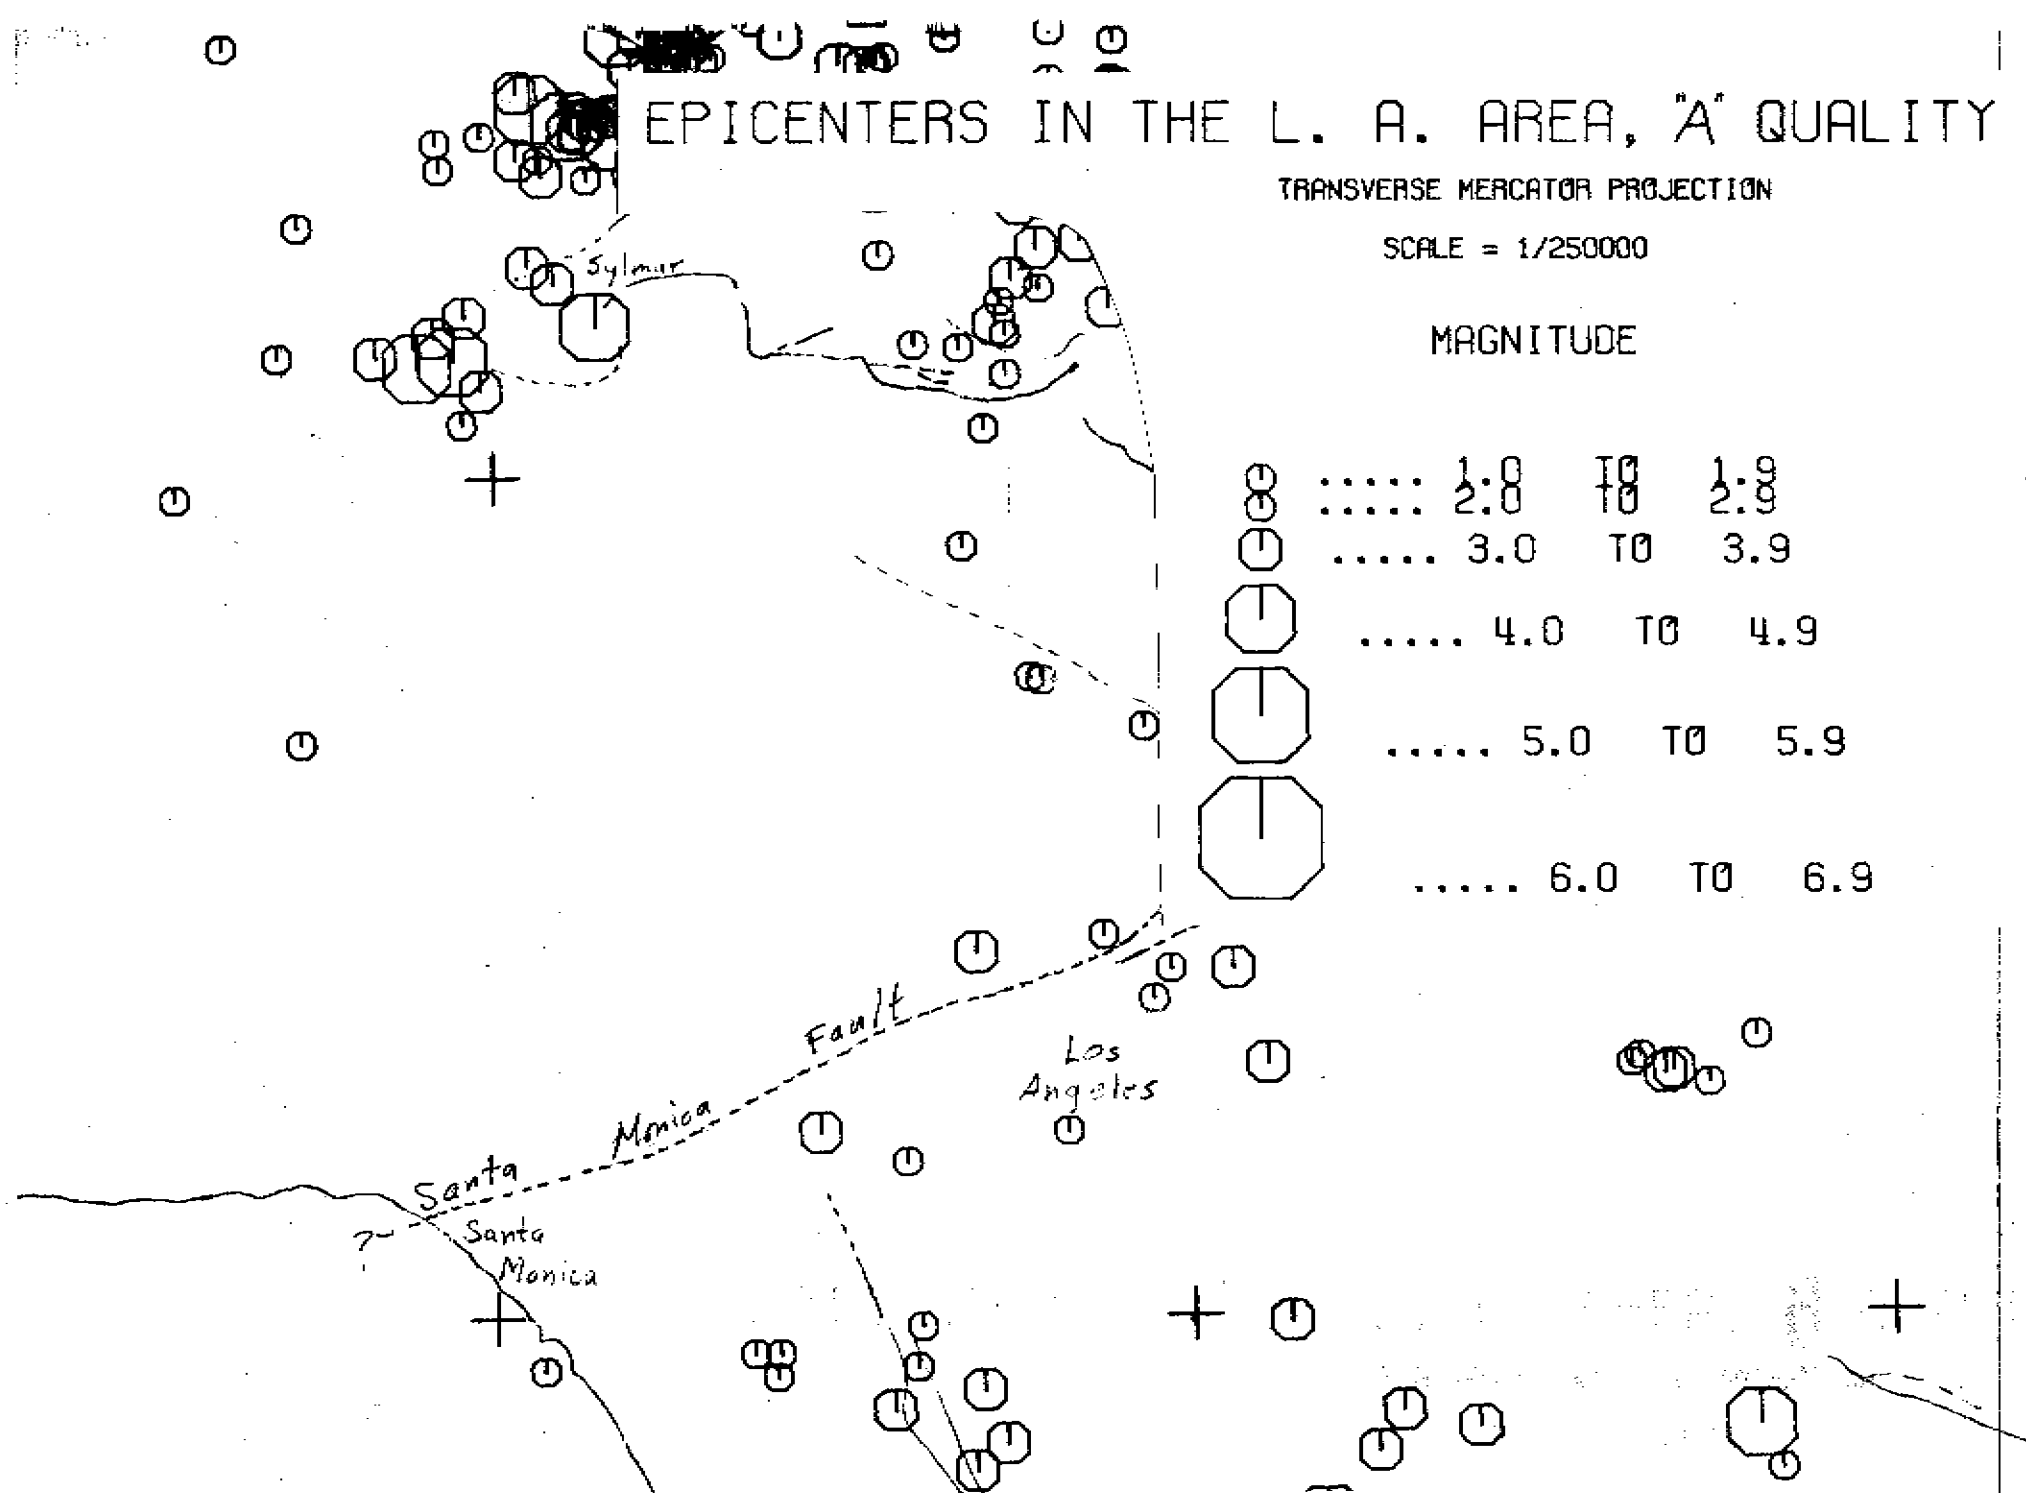 EPICENTERS IN THE L. A. AREA, "A" QUALITY
TRANSVERSE MERCATOR PROJECTION
SCALE = 1/250000
Sylmar
MAGNITUDE
..... 1.0 TO 1.9
..... 2.0 TO 2.9
..... 3.0 TO 3.9
..... 4.0 TO 4.9
..... 5.0 TO 5.9
..... 6.0 TO 6.9
Santa Monica Fault
Los
Angeles
?
Santa
Monica